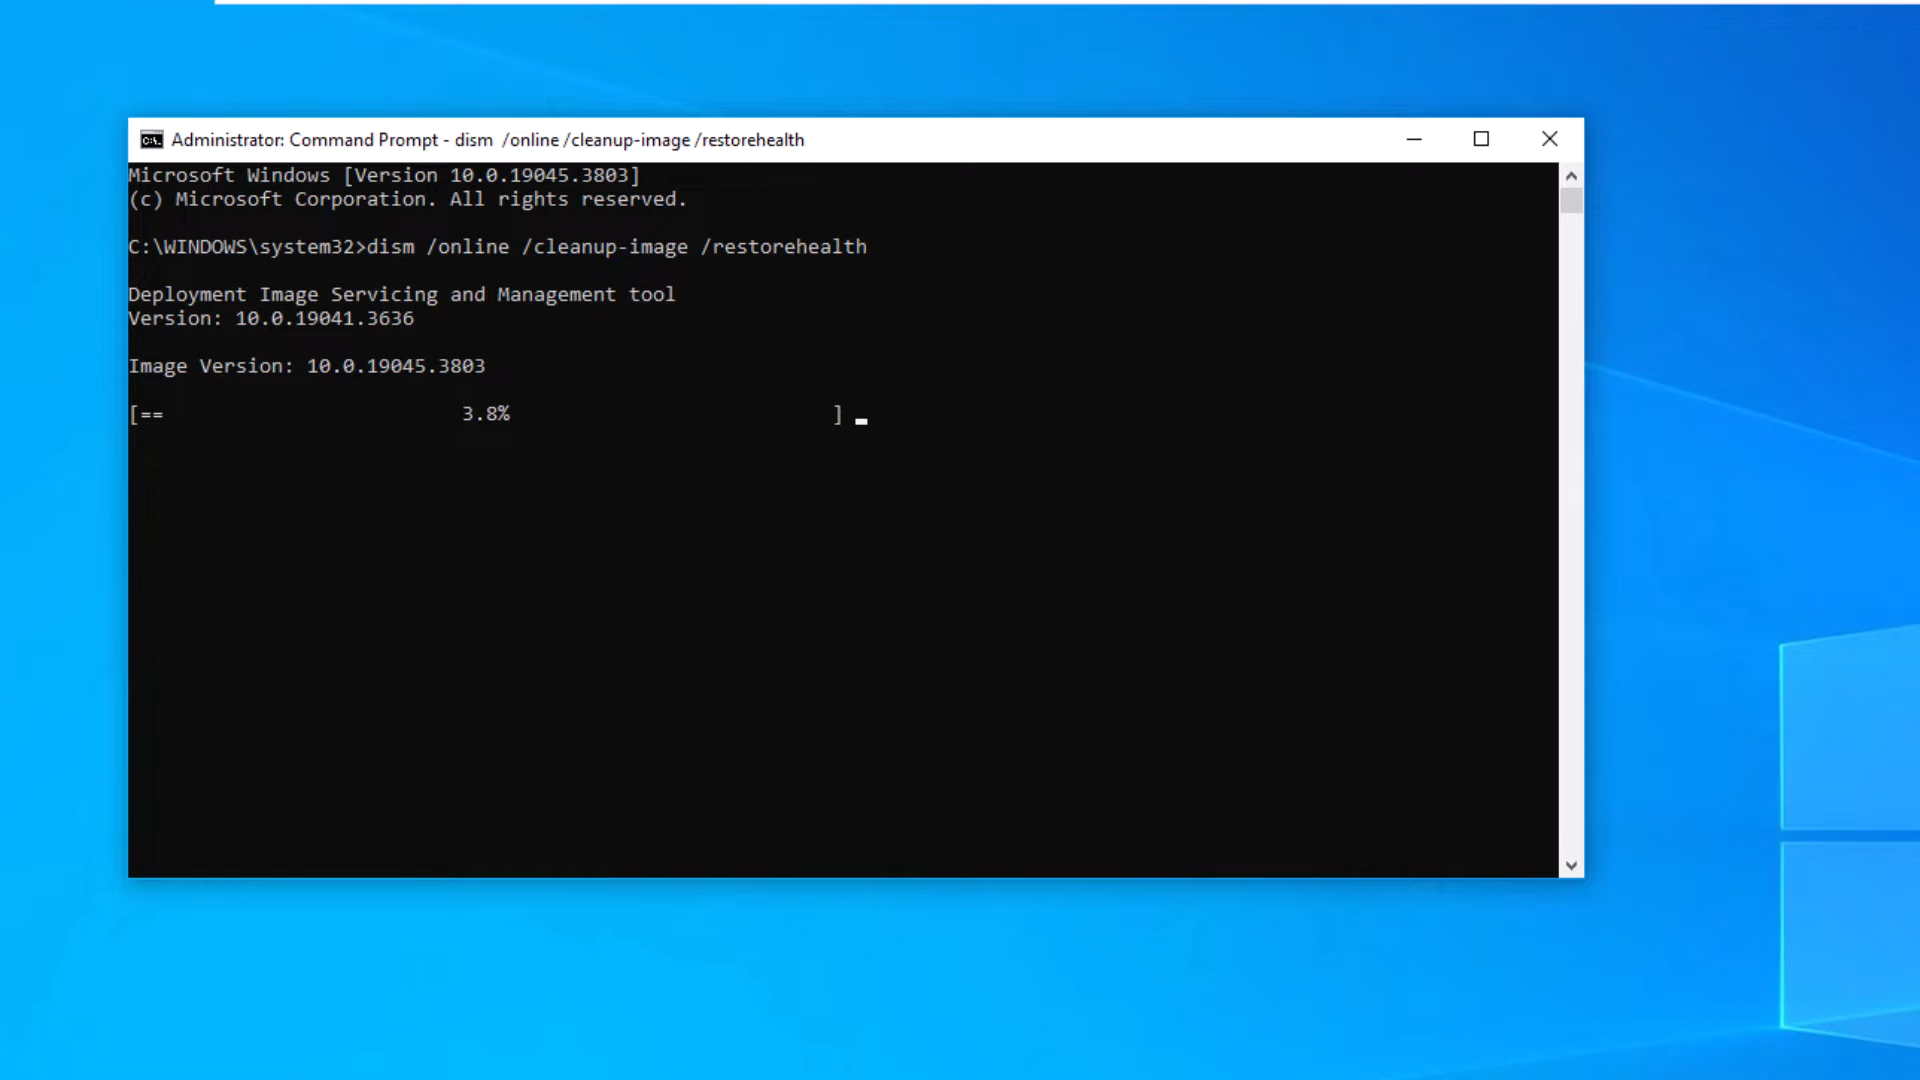 Administrator: Command Prompt - dism  /online /cleanup-image /restorehealth
Microsoft Windows [Version 10.0.19045.3803]
(c) Microsoft Corporation. All rights reserved.
C:\WINDOWS\system32>dism /online /cleanup-image /restorehealth
Deployment Image Servicing and Management tool
Version: 10.0.19041.3636
Image Version: 10.0.19045.3803
[==                         3.8%                           ]